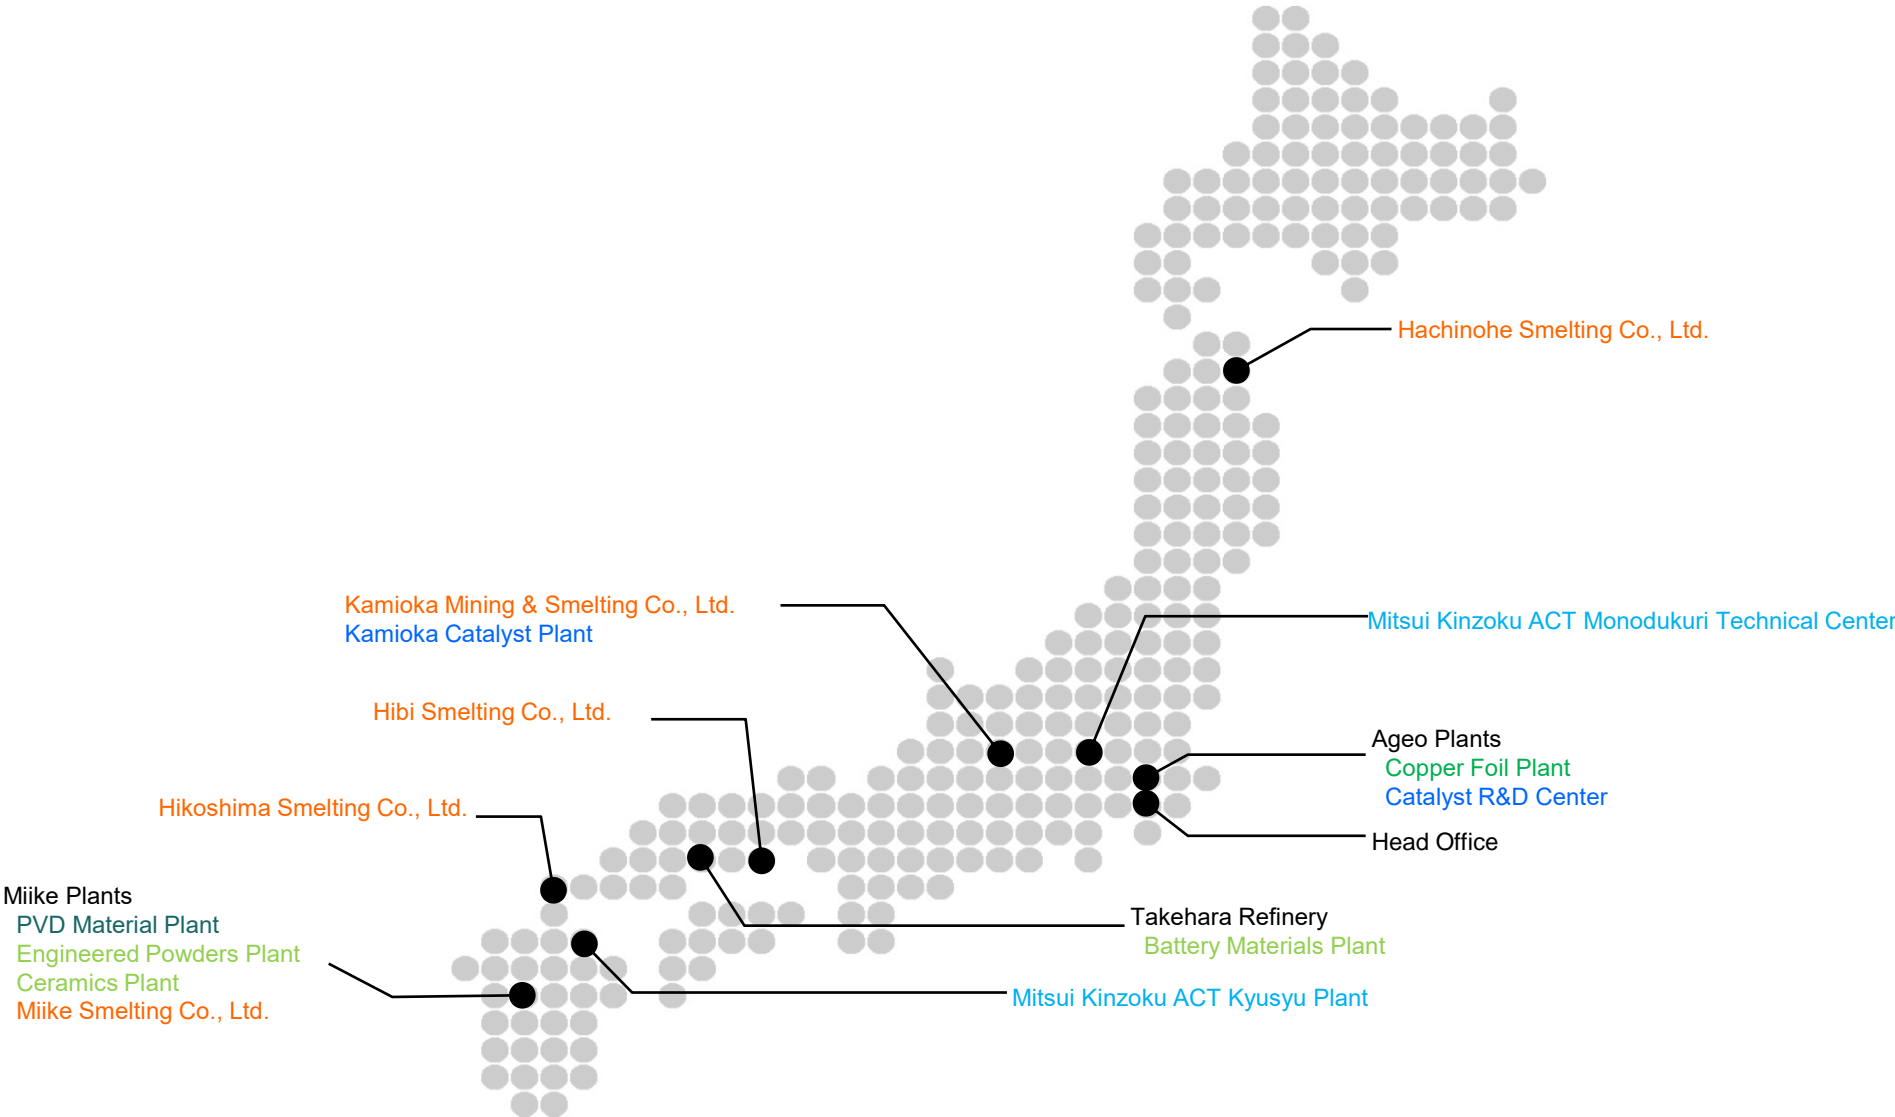 Hachinohe Smelting Co., Ltd.
Kamioka Mining & Smelting Co., Ltd.
Kamioka Catalyst Plant
Mitsui Kinzoku ACT Monodukuri Technical Center
Hibi Smelting Co., Ltd.
Ageo Plants
Copper Foil Plant
Catalyst R&D Center
Hikoshima Smelting Co., Ltd.
Head Office
Miike Plants
PVD Material Plant
Engineered Powders Plant
Ceramics Plant
Miike Smelting Co., Ltd.
Takehara Refinery
Battery Materials Plant
Mitsui Kinzoku ACT Kyusyu Plant